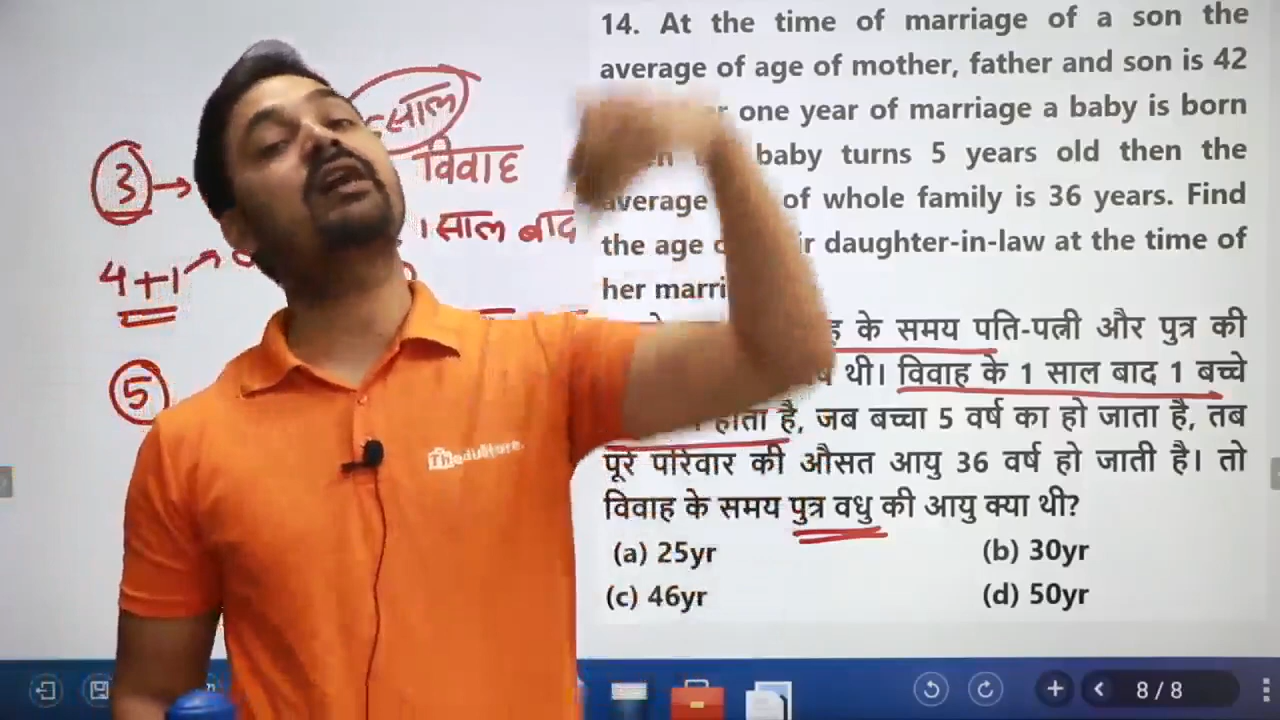 14. At the time of marriage of a son the
average of age of mother, father and son is 42
one year of marriage a baby is born
baby turns 5 years old then the
average of whole family is 36 years. Find
the age daughter-in-law at the time of
her
के समय पति-पत्नी और पुत्र की
थी। विवाह के 1 साल बाद 1 बच्चे
होता है, जब बच्चा 5 वर्ष का हो जाता है, तब
पूरे परिवार की औसत आयु 36 वर्ष हो जाती है। तो
विवाह के समय पुत्र वधु की आयु क्या थी?
(a) 25yr (b) 30yr
(c) 46yr (d) 50yr
साल
3 → विवाह
1 साल बाद
4+1
5
8 / 8